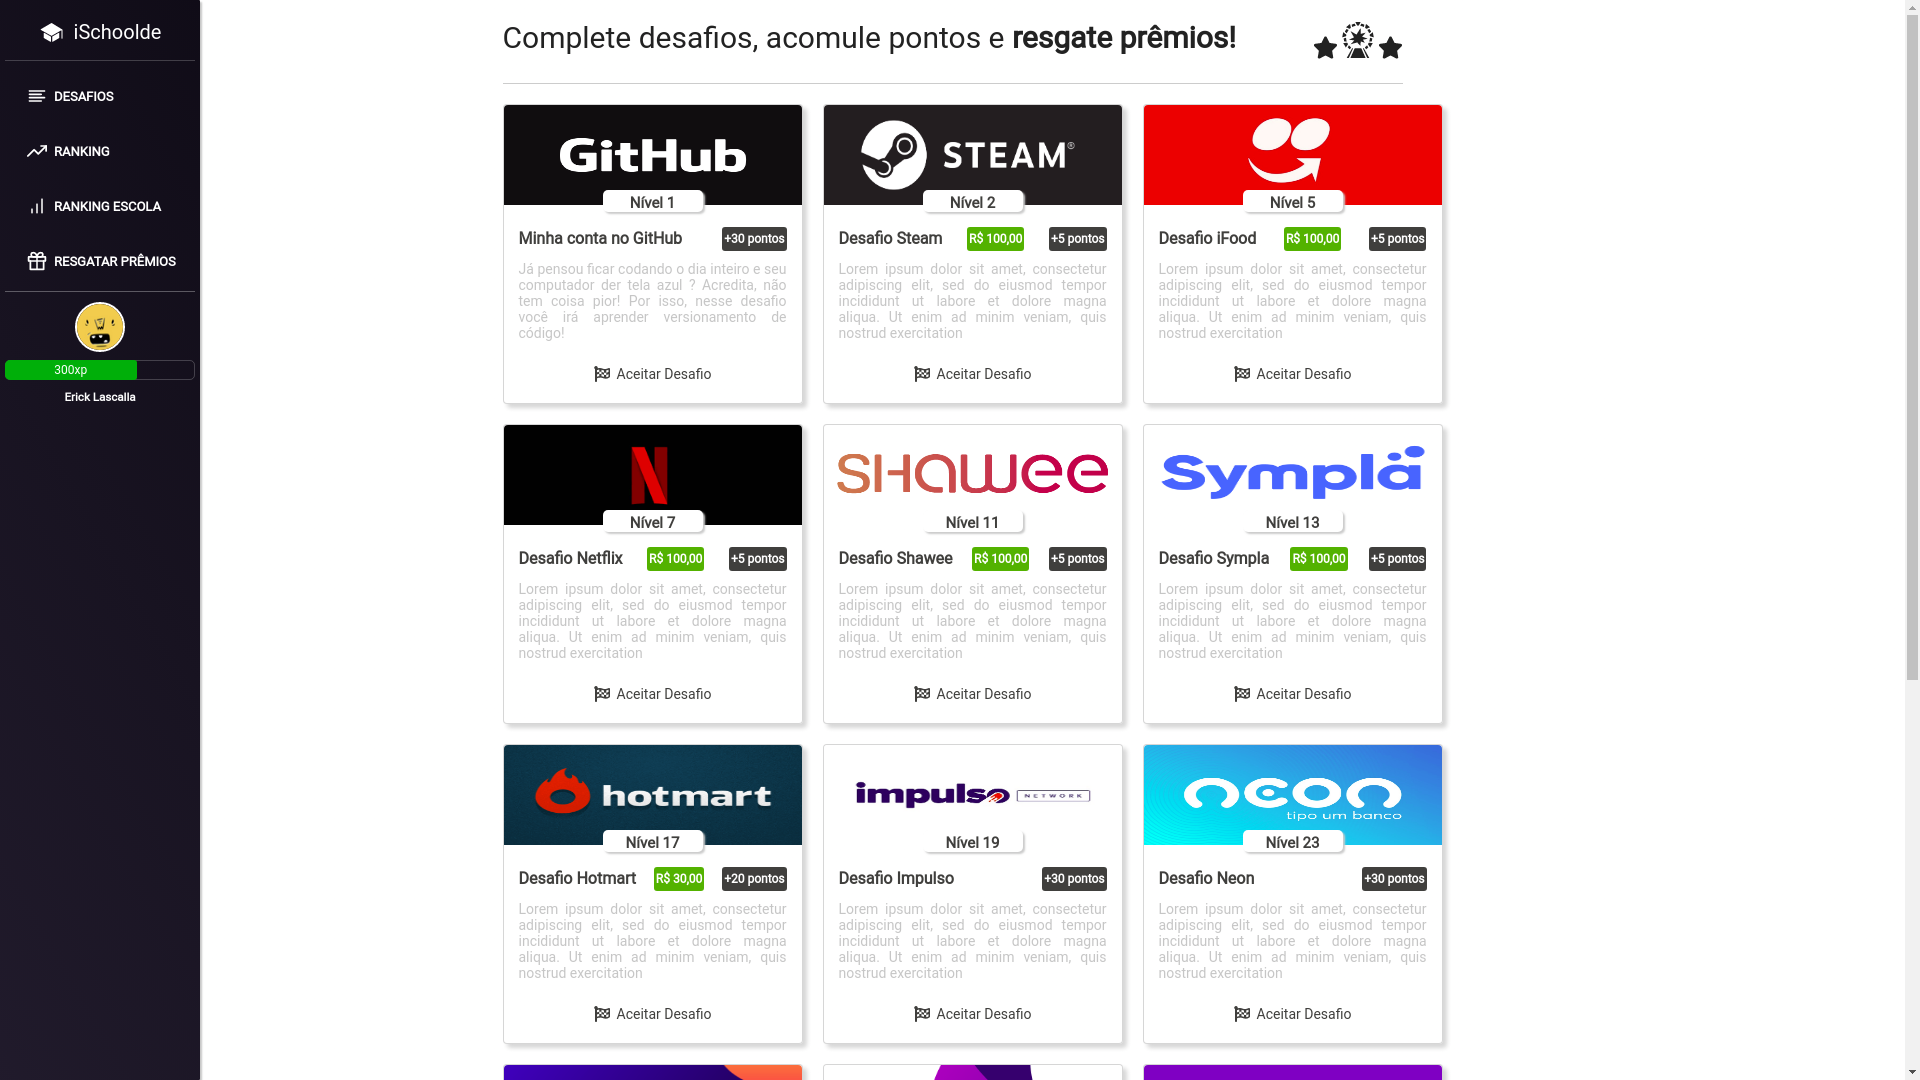 iSchoolde
DESAFIOS
RANKING
RANKING ESCOLA
RESGATAR PRÊMIOS
300xp
Erick Lascalla
Complete desafios, acomule pontos e resgate prêmios!
GitHub
Nível 1
Minha conta no GitHub +30 pontos
Já pensou ficar codando o dia inteiro e seu
computador der tela azul ? Acredita, não
tem coisa pior! Por isso, nesse desafio
você irá aprender versionamento de
código!
Aceitar Desafio
STEAM®
Nível 2
Desafio Steam R$ 100,00 +5 pontos
Lorem ipsum dolor sit amet, consectetur
adipiscing elit, sed do eiusmod tempor
incididunt ut labore et dolore magna
aliqua. Ut enim ad minim veniam, quis
nostrud exercitation
Aceitar Desafio
Nível 5
Desafio iFood R$ 100,00 +5 pontos
Lorem ipsum dolor sit amet, consectetur
adipiscing elit, sed do eiusmod tempor
incididunt ut labore et dolore magna
aliqua. Ut enim ad minim veniam, quis
nostrud exercitation
Aceitar Desafio
N
Nível 7
Desafio Netflix R$ 100,00 +5 pontos
Lorem ipsum dolor sit amet, consectetur
adipiscing elit, sed do eiusmod tempor
incididunt ut labore et dolore magna
aliqua. Ut enim ad minim veniam, quis
nostrud exercitation
Aceitar Desafio
SHAWEE
Nível 11
Desafio Shawee R$ 100,00 +5 pontos
Lorem ipsum dolor sit amet, consectetur
adipiscing elit, sed do eiusmod tempor
incididunt ut labore et dolore magna
aliqua. Ut enim ad minim veniam, quis
nostrud exercitation
Aceitar Desafio
Sympla
Nível 13
Desafio Sympla R$ 100,00 +5 pontos
Lorem ipsum dolor sit amet, consectetur
adipiscing elit, sed do eiusmod tempor
incididunt ut labore et dolore magna
aliqua. Ut enim ad minim veniam, quis
nostrud exercitation
Aceitar Desafio
hotmart
Nível 17
Desafio Hotmart R$ 30,00 +20 pontos
Lorem ipsum dolor sit amet, consectetur
adipiscing elit, sed do eiusmod tempor
incididunt ut labore et dolore magna
aliqua. Ut enim ad minim veniam, quis
nostrud exercitation
Aceitar Desafio
impulso NETWORK
Nível 19
Desafio Impulso +30 pontos
Lorem ipsum dolor sit amet, consectetur
adipiscing elit, sed do eiusmod tempor
incididunt ut labore et dolore magna
aliqua. Ut enim ad minim veniam, quis
nostrud exercitation
Aceitar Desafio
neon
tipo um banco
Nível 23
Desafio Neon +30 pontos
Lorem ipsum dolor sit amet, consectetur
adipiscing elit, sed do eiusmod tempor
incididunt ut labore et dolore magna
aliqua. Ut enim ad minim veniam, quis
nostrud exercitation
Aceitar Desafio